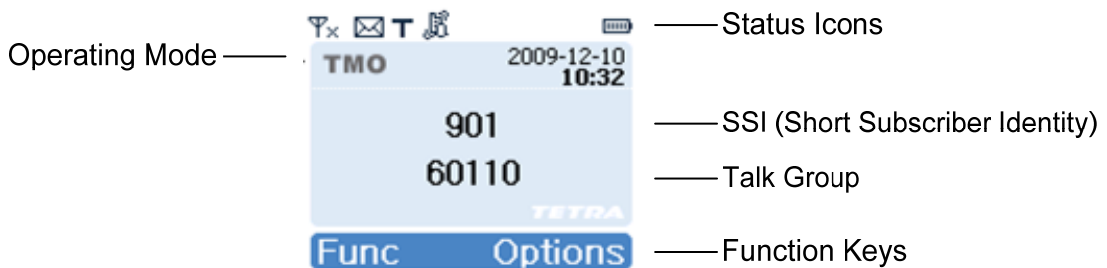 Status Icons
Operating Mode
TMO 2009-12-10
10:32
901
SSI (Short Subscriber Identity)
60110
Talk Group
TETRA
Func Options
Function Keys